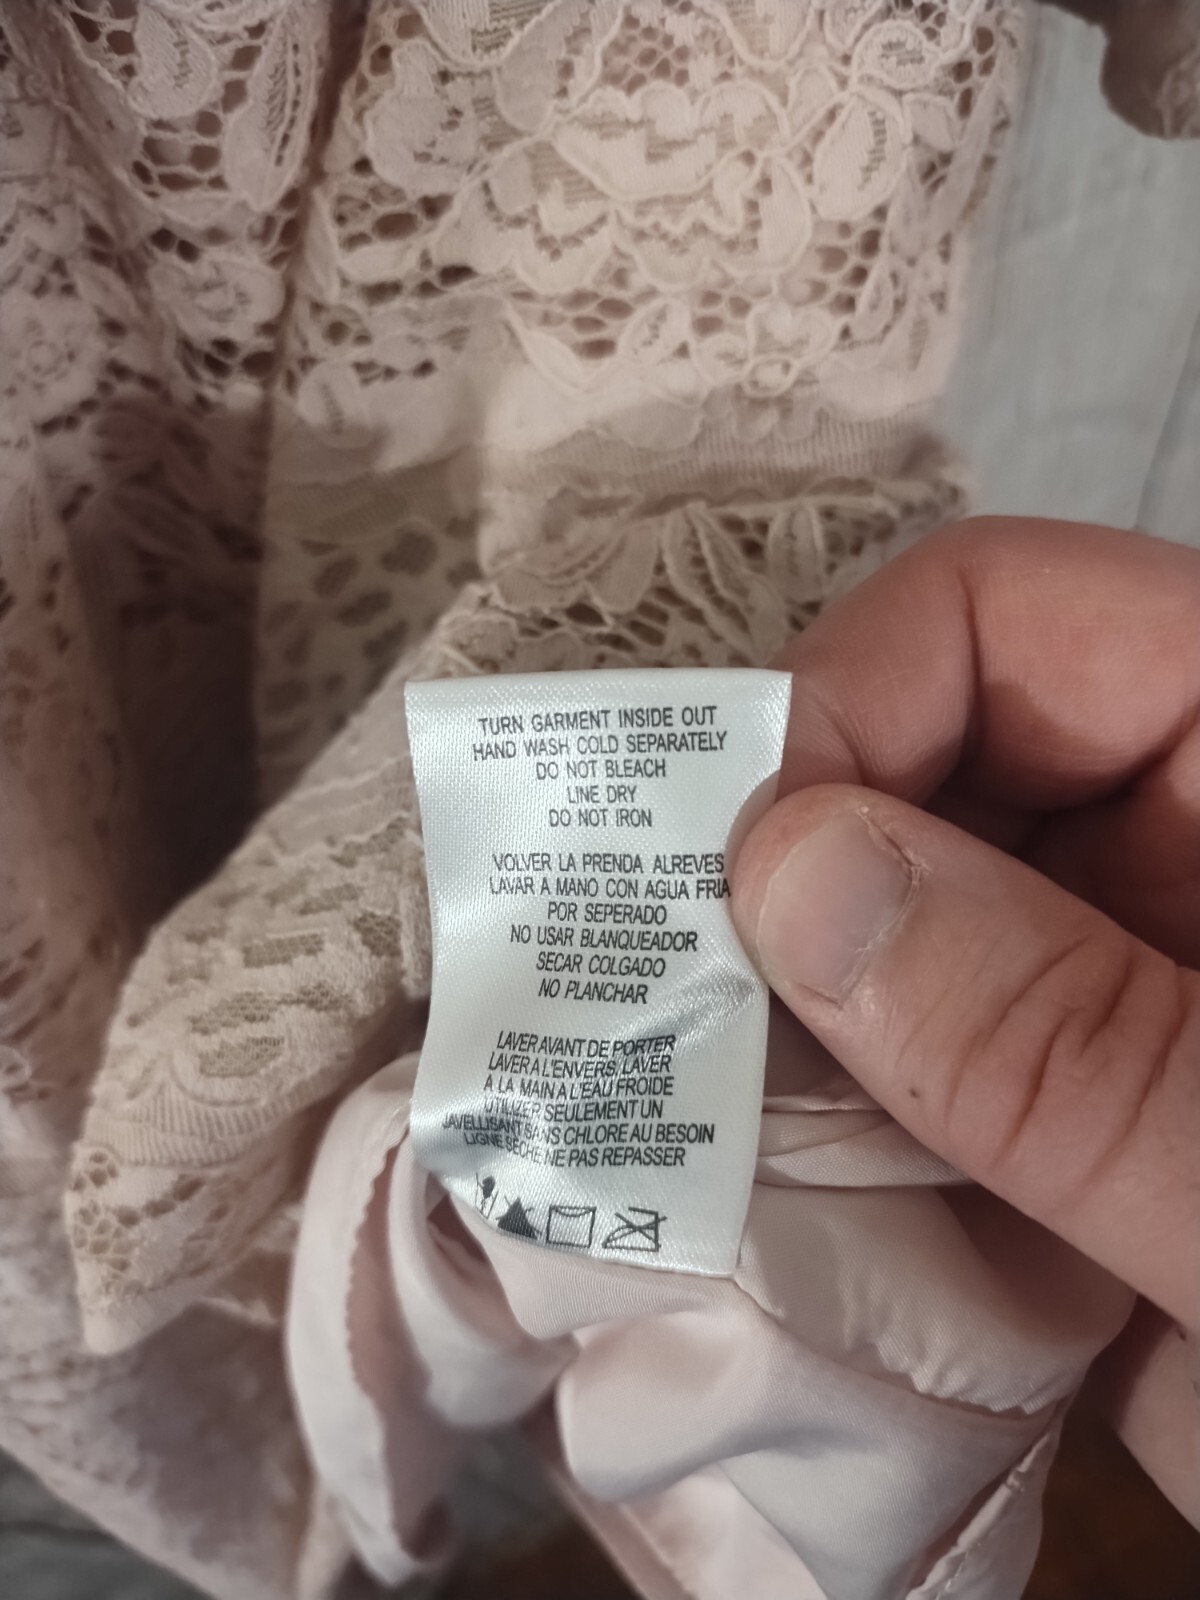 TURN GARMENT INSIDE OUT
HAND WASH COLD SEPARATELY
DO NOT BLEACH
LINE DRY
DO NOT IRON
VOLVER LA PRENDA ALREVES
LAVAR A MANO CON AGUA FRIA
POR SEPERADO
NO USAR BLANQUEADOR
SECAR COLGADO
NO PLANCHAR
LAVER AVANT DE PORTER
LAVER A L'ENVERS, LAVER
A LA MAIN A L'EAU FROIDE
UTILIZER SEULEMENT UN
JAVELLISANT SANS CHLORE AU BESOIN
LIGNE SECHE NE PAS REPASSER